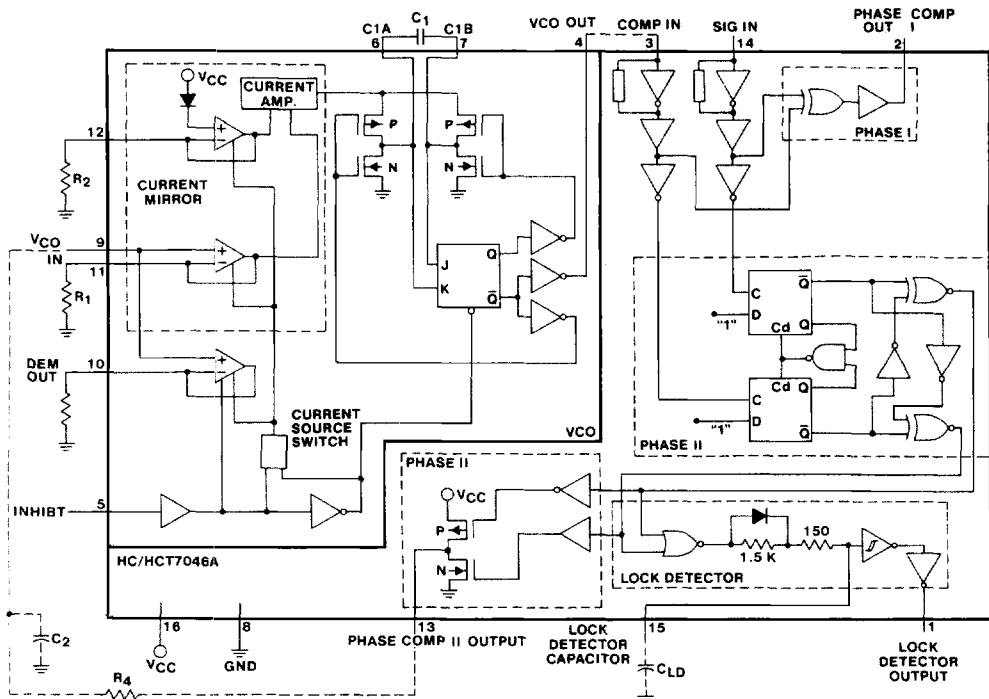 C1
C1A C1B VCO OUT COMP IN SIG IN PHASE COMP OUT I
6 7 4 3 14 2
VCC
CURRENT
AMP.
P P
12
N N
PHASE I
R2
CURRENT
MIRROR
VCO
IN
9
11
Q
J
K
Q̅
R1
C Q̅
D
"1"
Q
Cd
DEM
OUT
10
Cd
C
Q
D
"1"
Q̅
CURRENT
SOURCE
SWITCH
VCO
PHASE II
PHASE II
VCC
INHIBT
5
P
N
150
1.5 K
LOCK DETECTOR
HC/HCT7046A
C2
16
VCC
8
GND
13
PHASE COMP II OUTPUT
LOCK
DETECTOR
CAPACITOR
15
CLD
1
LOCK
DETECTOR
OUTPUT
R4